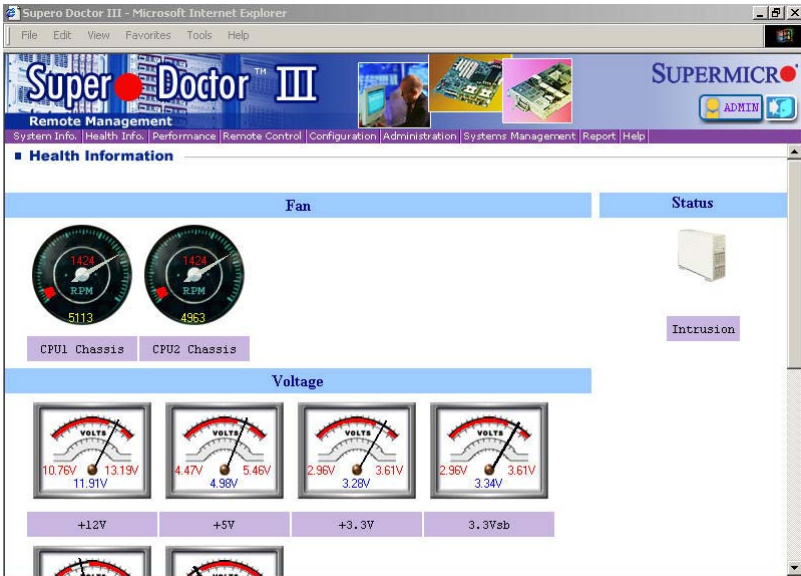 Supero Doctor III - Microsoft Internet Explorer
File Edit View Favorites Tools Help
Super Doctor™ III
SUPERMICR
Remote Management
ADMIN
System Info. Health Info. Performance Remote Control Configuration Administration Systems Management Report Help
Health Information
Fan
Status
1424
RPM
5113
1424
RPM
4963
CPU1 Chassis
CPU2 Chassis
Intrusion
Voltage
VOLTS
10.76V 13.19V
11.91V
VOLTS
4.47V 5.46V
4.98V
VOLTS
2.96V 3.61V
3.28V
VOLTS
2.96V 3.61V
3.34V
+12V
+5V
+3.3V
3.3Vsb